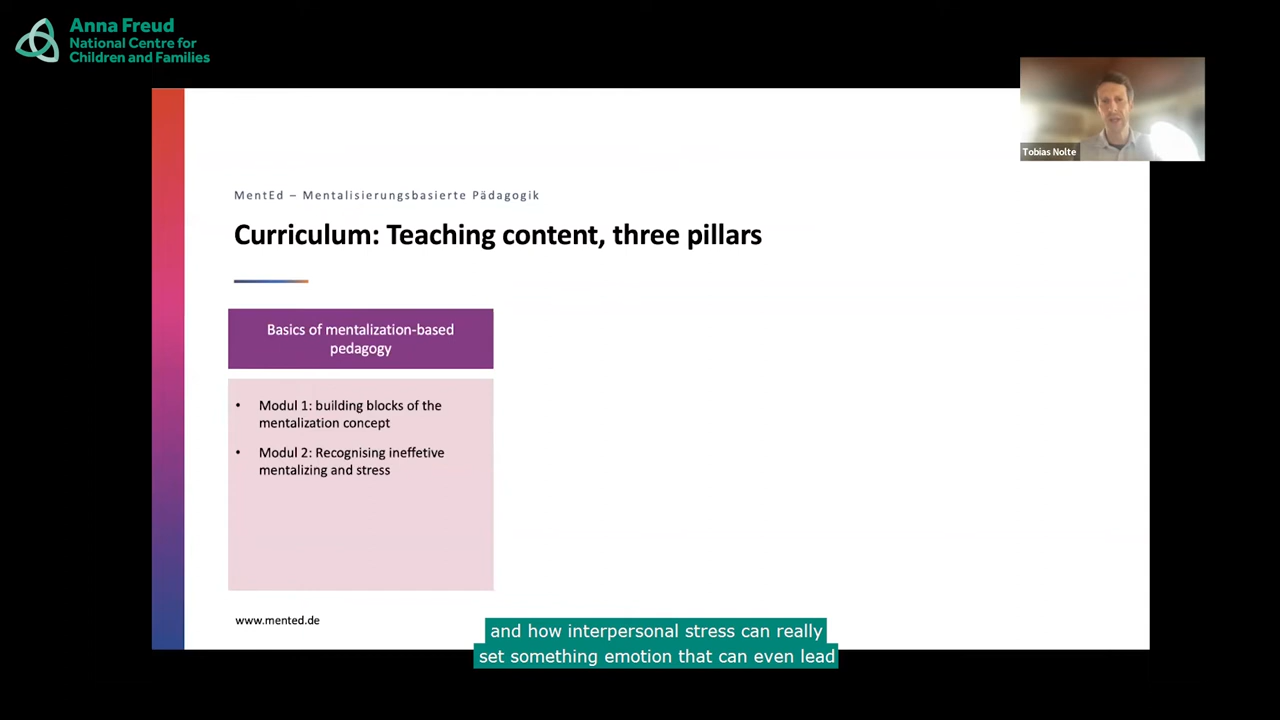 Anna Freud
National Centre for
Children and Families
Tobias Nolte
MentEd – Mentalisierungsbasierte Pädagogik
Curriculum: Teaching content, three pillars
Basics of mentalization-based
pedagogy
• Modul 1: building blocks of the
mentalization concept
• Modul 2: Recognising ineffetive
mentalizing and stress
www.mented.de
and how interpersonal stress can really
set something emotion that can even lead